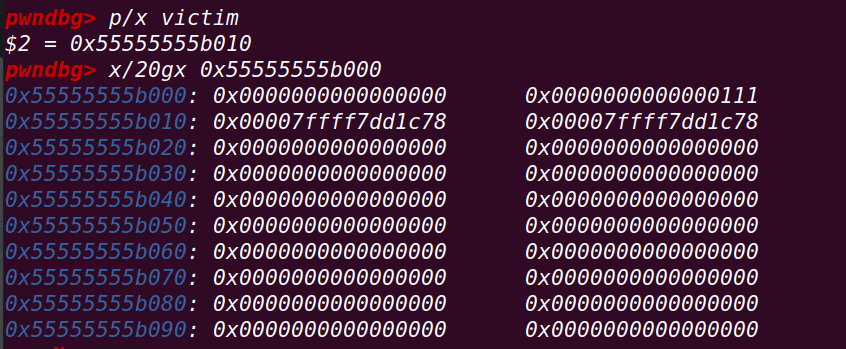 pwndbg> p/x victim
$2 = 0x55555555b010
pwndbg> x/20gx 0x55555555b000
0x55555555b000: 0x0000000000000000 0x0000000000000111
0x55555555b010: 0x00007ffff7dd1c78 0x00007ffff7dd1c78
0x55555555b020: 0x0000000000000000 0x0000000000000000
0x55555555b030: 0x0000000000000000 0x0000000000000000
0x55555555b040: 0x0000000000000000 0x0000000000000000
0x55555555b050: 0x0000000000000000 0x0000000000000000
0x55555555b060: 0x0000000000000000 0x0000000000000000
0x55555555b070: 0x0000000000000000 0x0000000000000000
0x55555555b080: 0x0000000000000000 0x0000000000000000
0x55555555b090: 0x0000000000000000 0x0000000000000000